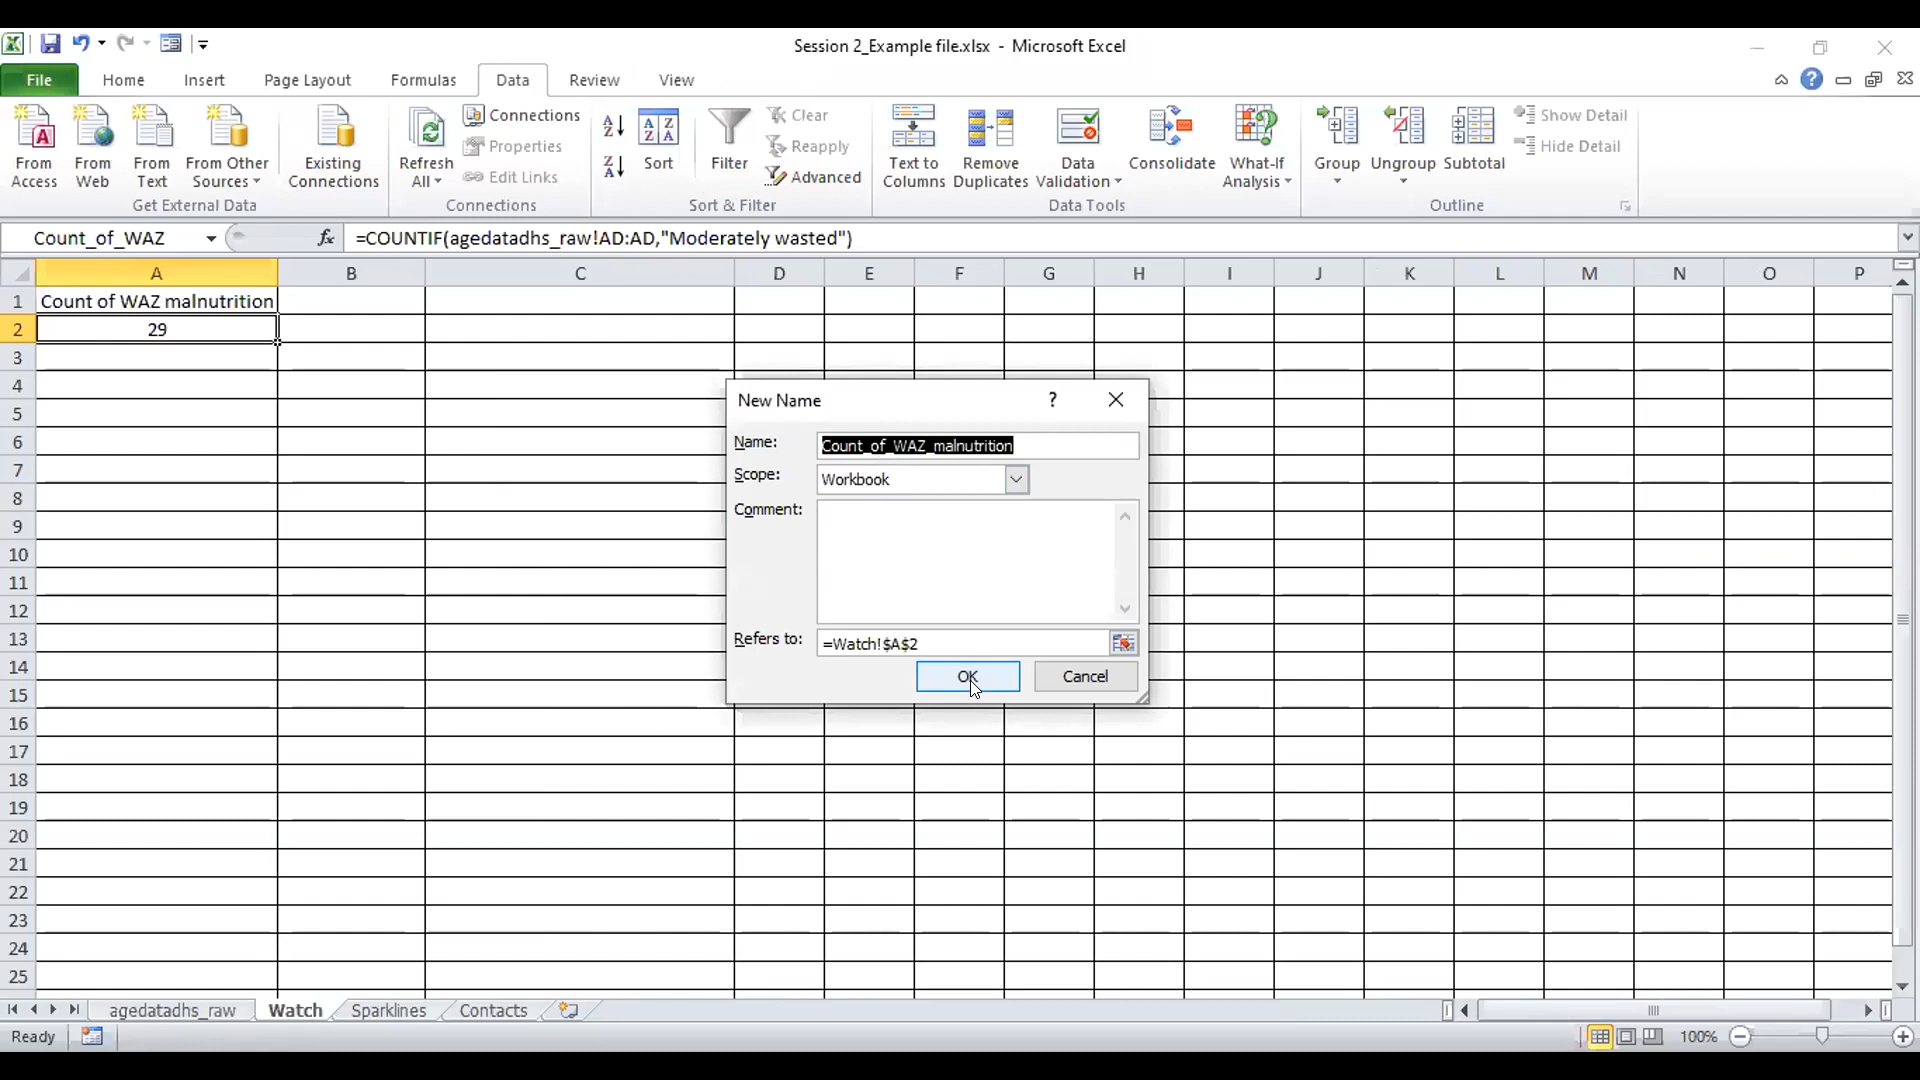 Session 2_Example file.xlsx - Microsoft Excel
File Home Insert Page Layout Formulas Data Review View
From Access
From Web
From Text
From Other Sources
Existing Connections
Get External Data
Refresh All
Connections
Properties
Edit Links
Connections
Sort
Filter
Clear
Reapply
Advanced
Sort & Filter
Text to Columns
Remove Duplicates
Data Validation
Consolidate
What-If Analysis
Data Tools
Group
Ungroup
Subtotal
Show Detail
Hide Detail
Outline
Count_of_WAZ fx =COUNTIF(agedatadhs_raw!AD:AD,"Moderately wasted")
A B C D E F G H I J K L M N O P
1 Count of WAZ malnutrition
2 29
3
4
5
6
7
8
9
10
11
12
13
14
15
16
17
18
19
20
21
22
23
24
25
New Name ?
Name: Count_of_WAZ_malnutrition
Scope: Workbook
Comment:
Refers to: =Watch!$A$2
OK Cancel
agedatadhs_raw Watch Sparklines Contacts
Ready 100%